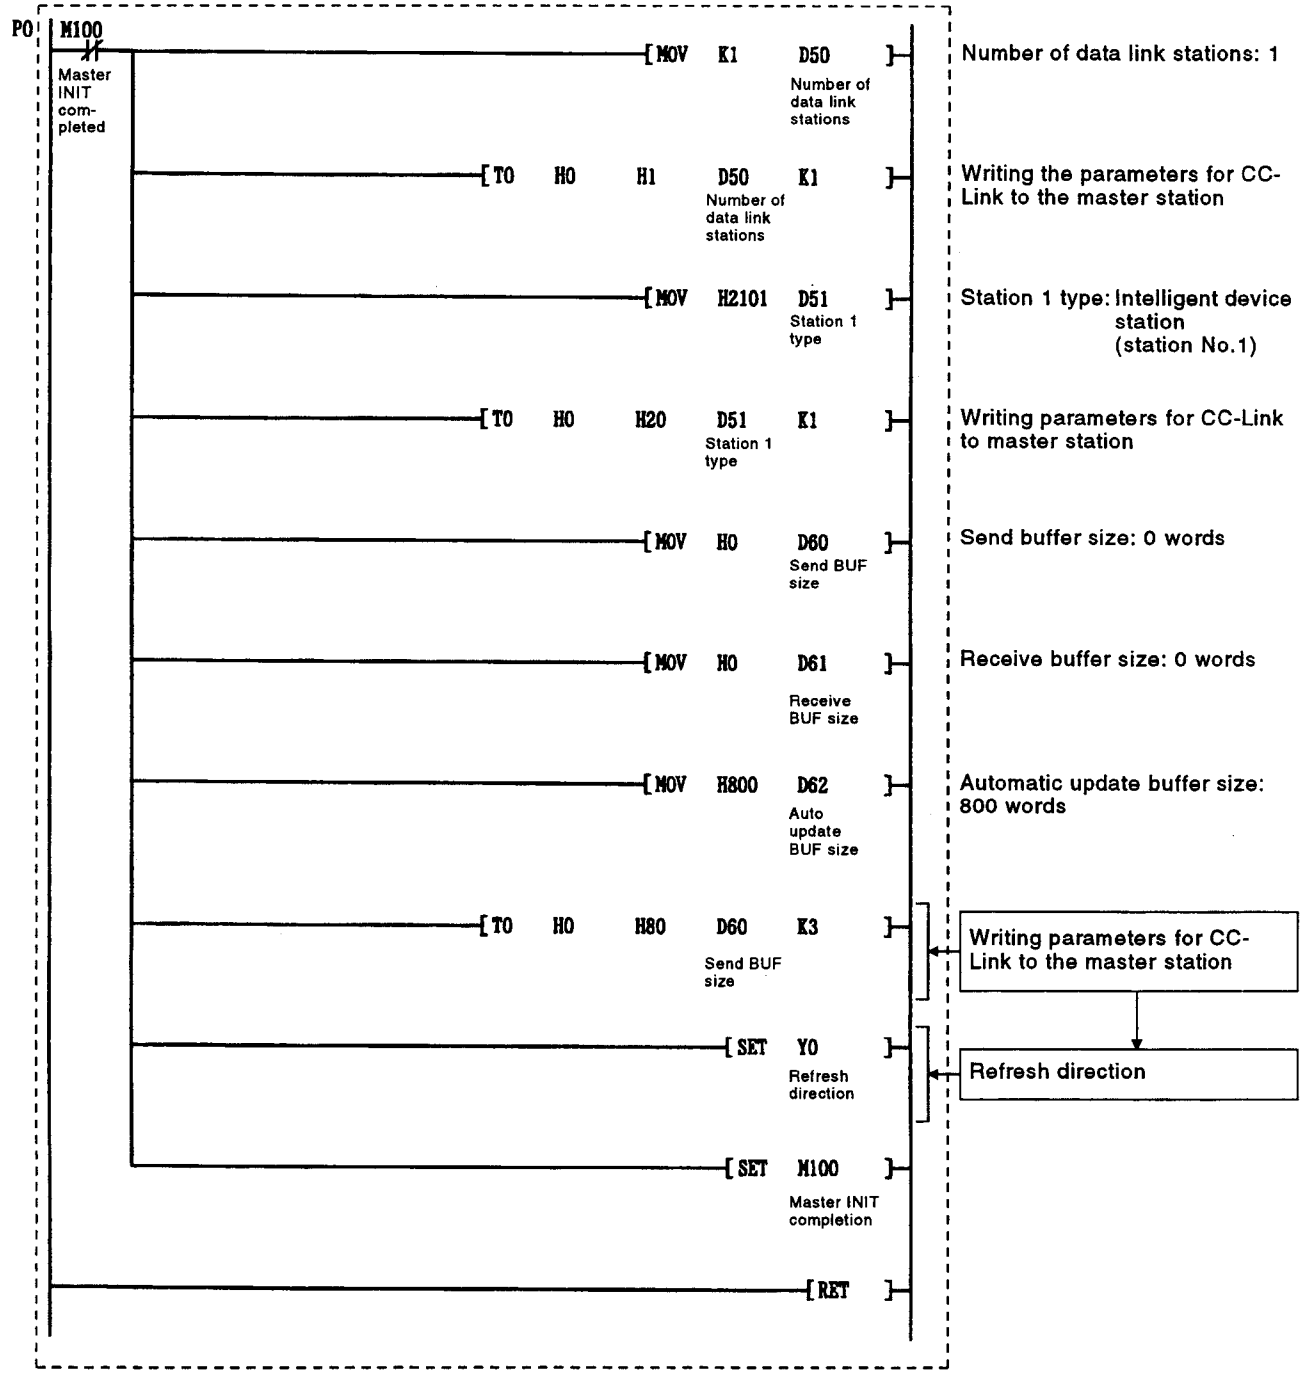 P0
M100
Master
INIT
com-
pleted
[ MOV K1 D50 ]
Number of
data link
stations
Number of data link stations: 1
[ TO H0 H1 D50 K1 ]
Number of
data link
stations
Writing the parameters for CC-
Link to the master station
[ MOV H2101 D51 ]
Station 1
type
Station 1 type: Intelligent device
station
(station No.1)
[ TO H0 H20 D51 K1 ]
Station 1
type
Writing parameters for CC-Link
to master station
[ MOV H0 D60 ]
Send BUF
size
Send buffer size: 0 words
[ MOV H0 D61 ]
Receive
BUF size
Receive buffer size: 0 words
[ MOV H800 D62 ]
Auto
update
BUF size
Automatic update buffer size:
800 words
[ TO H0 H80 D60 K3 ]
Send BUF
size
Writing parameters for CC-
Link to the master station
[ SET Y0 ]
Refresh
direction
Refresh direction
[ SET M100 ]
Master INIT
completion
[ RET ]